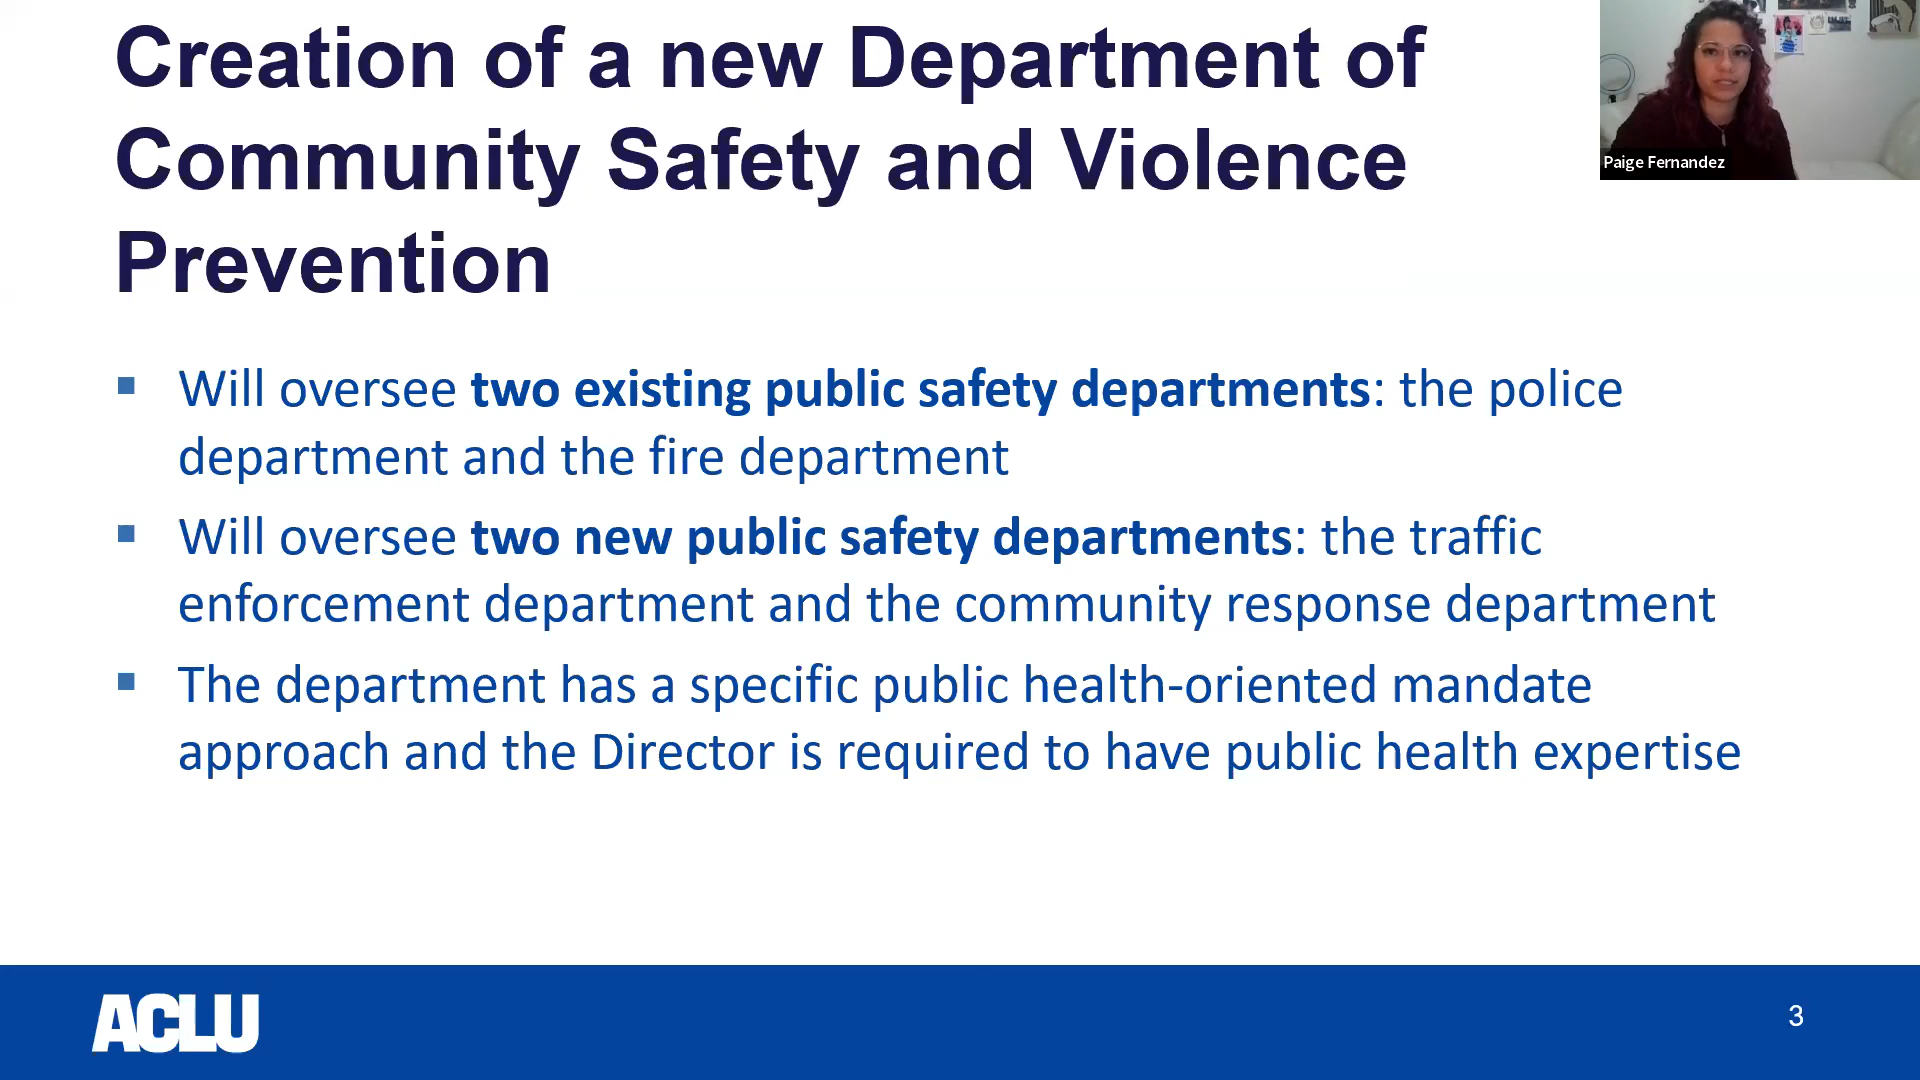 Creation of a new Department of
Community Safety and Violence
Prevention
Paige Fernandez
▪ Will oversee two existing public safety departments: the police
department and the fire department
▪ Will oversee two new public safety departments: the traffic
enforcement department and the community response department
▪ The department has a specific public health-oriented mandate
approach and the Director is required to have public health expertise
ACLU
3